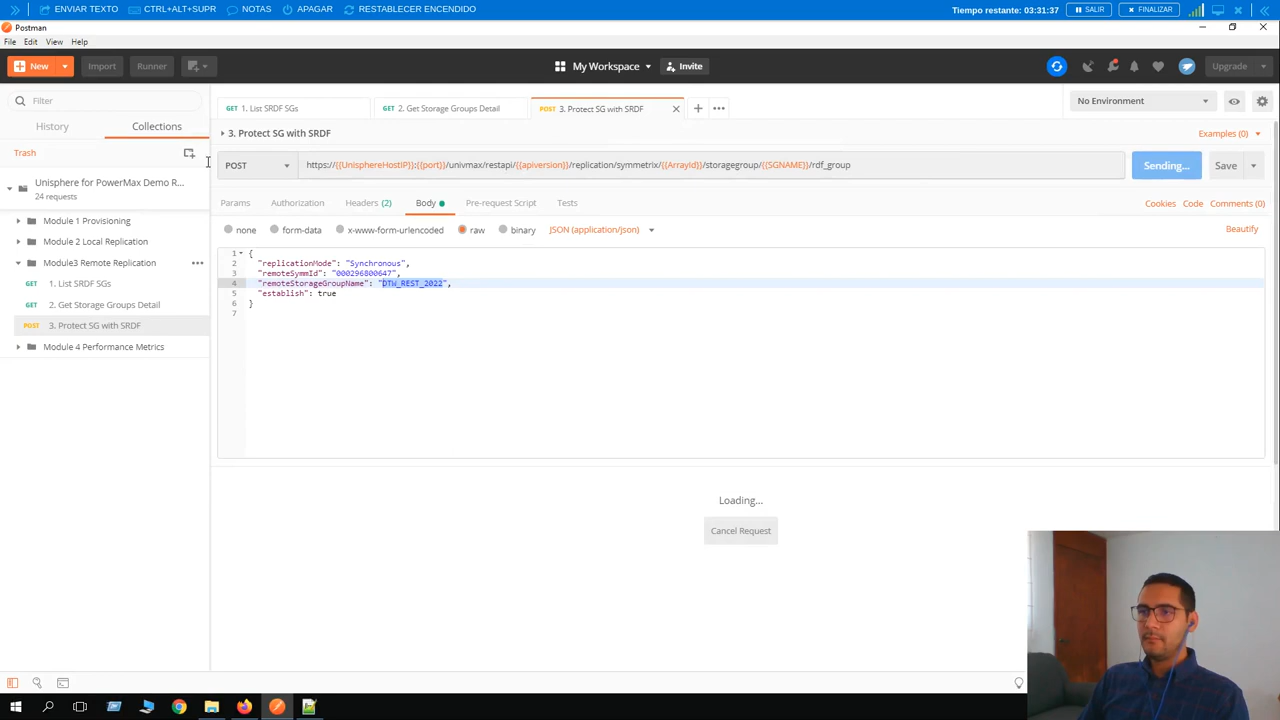 ENVIAR TEXTO CTRL+ALT+SUPR NOTAS APAGAR RESTABLECER ENCENDIDO Tiempo restante: 03:31:37 SALIR FINALIZAR
Postman
File Edit View Help
New Import Runner My Workspace Invite Upgrade
Filter
History Collections
Trash
Unisphere for PowerMax Demo R...
24 requests
Module 1 Provisioning
Module 2 Local Replication
Module3 Remote Replication
GET 1. List SRDF SGs
GET 2. Get Storage Groups Detail
POST 3. Protect SG with SRDF
Module 4 Performance Metrics
GET 1. List SRDF SGs GET 2. Get Storage Groups Detail POST 3. Protect SG with SRDF No Environment
3. Protect SG with SRDF Examples (0)
POST https://{{UnisphereHostIP}}:{{port}}/univmax/restapi/{{apiversion}}/replication/symmetrix/{{ArrayId}}/storagegroup/{{SGNAME}}/rdf_group Sending... Save
Params Authorization Headers (2) Body Pre-request Script Tests Cookies Code Comments (0)
none form-data x-www-form-urlencoded raw binary JSON (application/json) Beautify
1 {
2 "replicationMode": "Synchronous",
3 "remoteSymmId": "000296800647",
4 "remoteStorageGroupName": "DTW_REST_2022",
5 "establish": true
6 }
7
Loading...
Cancel Request